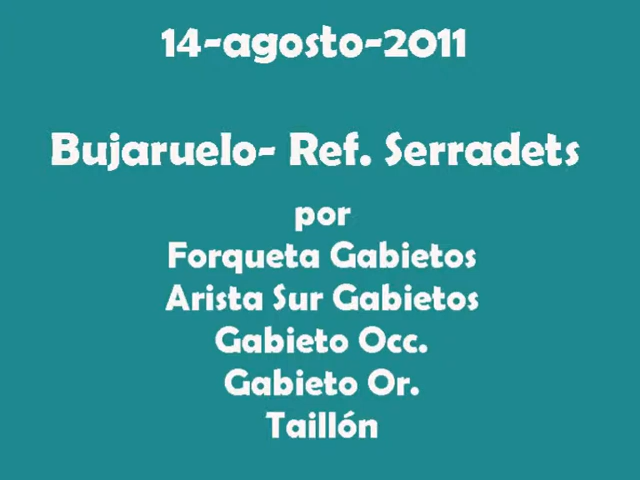 14-agosto-2011
Bujaruelo- Ref. Serradets
por
Forqueta Gabietos
Arista Sur Gabietos
Gabieto Occ.
Gabieto Or.
Taillón